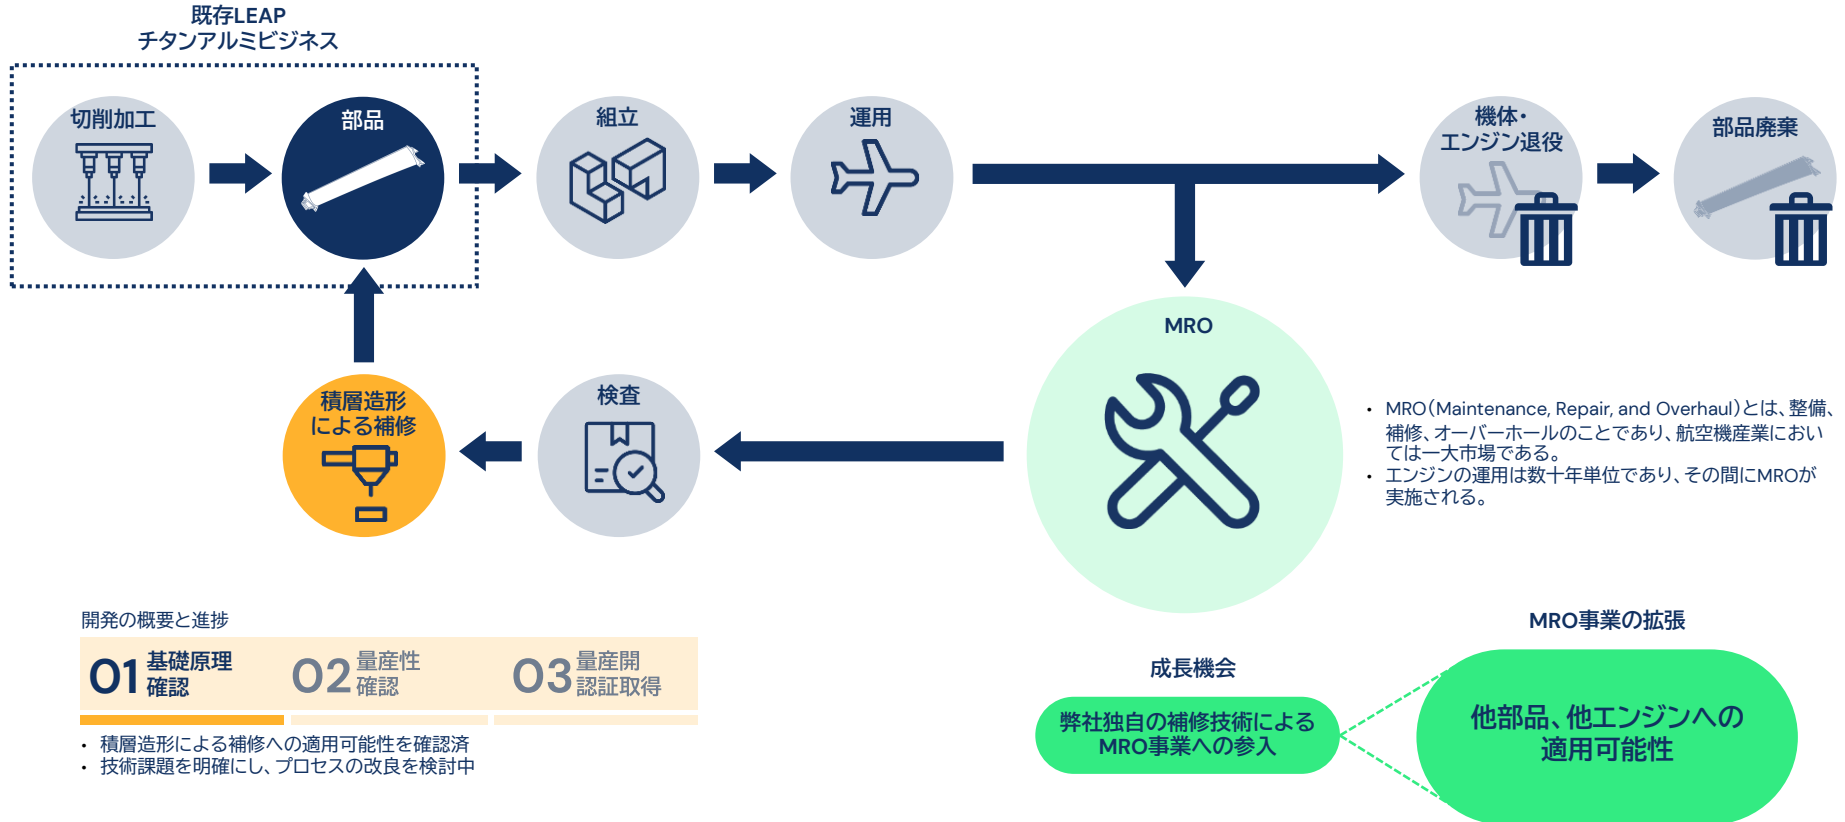 既存LEAP
チタンアルミビジネス
切削加工
部品
組立
運用
機体・
エンジン退役
部品廃棄
MRO
積層造形
による補修
検査
・ MRO（Maintenance, Repair, and Overhaul）とは、整備、
補修、オーバーホールのことであり、航空機産業におい
ては一大市場である。
・ エンジンの運用は数十年単位であり、その間にMROが
実施される。
開発の概要と進捗
01 基礎原理
確認
02 量産性
確認
03 量産開
認証取得
・ 積層造形による補修への適用可能性を確認済
・ 技術課題を明確にし、プロセスの改良を検討中
成長機会
弊社独自の補修技術による
MRO事業への参入
MRO事業の拡張
他部品、他エンジンへの
適用可能性